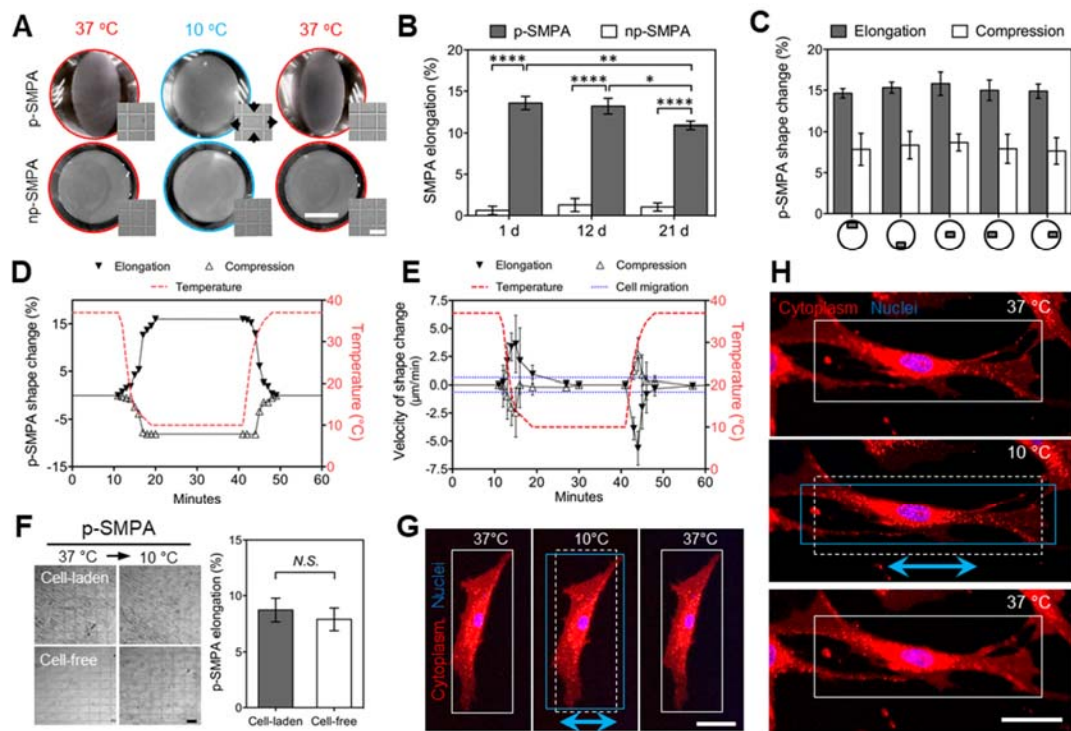 A
37 °C
10 °C
37 °C
p-SMPA
np-SMPA
B
p-SMPA
np-SMPA
SMPA elongation (%)
20
15
10
5
0
****
**
****
*
****
1 d
12 d
21 d
C
Elongation
Compression
p-SMPA shape change (%)
20
15
10
5
0
D
Elongation
Compression
Temperature
p-SMPA shape change (%)
15
5
-5
-15
Temperature (°C)
40
30
20
10
0
0
10
20
30
40
50
60
Minutes
E
Elongation
Compression
Temperature
Cell migration
Velocity of shape change
(µm/min)
7.5
5.0
2.5
0.0
-2.5
-5.0
-7.5
Temperature (°C)
40
30
20
10
0
0
10
20
30
40
50
60
Minutes
F
p-SMPA
37 °C
10 °C
Cell-laden
Cell-free
p-SMPA elongation (%)
15
10
5
0
N.S.
Cell-laden
Cell-free
G
Cytoplasm
Nuclei
37°C
10°C
37°C
H
Cytoplasm
Nuclei
37 °C
10 °C
37 °C